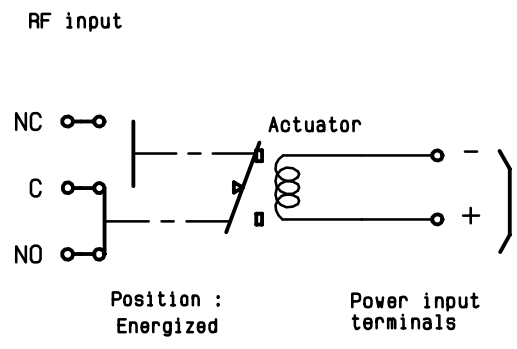 RF input
NC
Actuator
-
C
+
NO
Position :
Energized
Power input
terminals